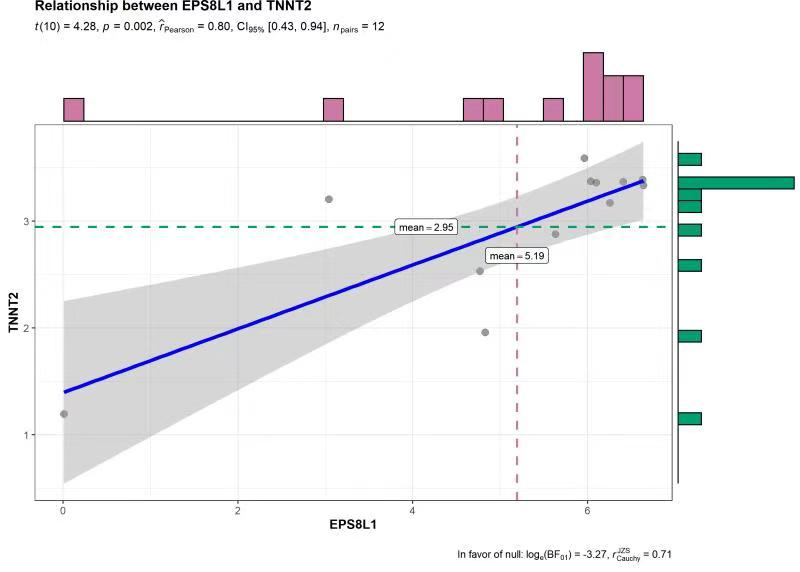 Relationship between EPS8L1 and TNNT2
t(10) = 4.28, p = 0.002, r̂Pearson = 0.80, CI95% [0.43, 0.94], npairs = 12
3
2
1
TNNT2
mean = 2.95
mean = 5.19
0 2 4 6
EPS8L1
In favor of null: loge(BF01) = -3.27, rJZSCauchy = 0.71